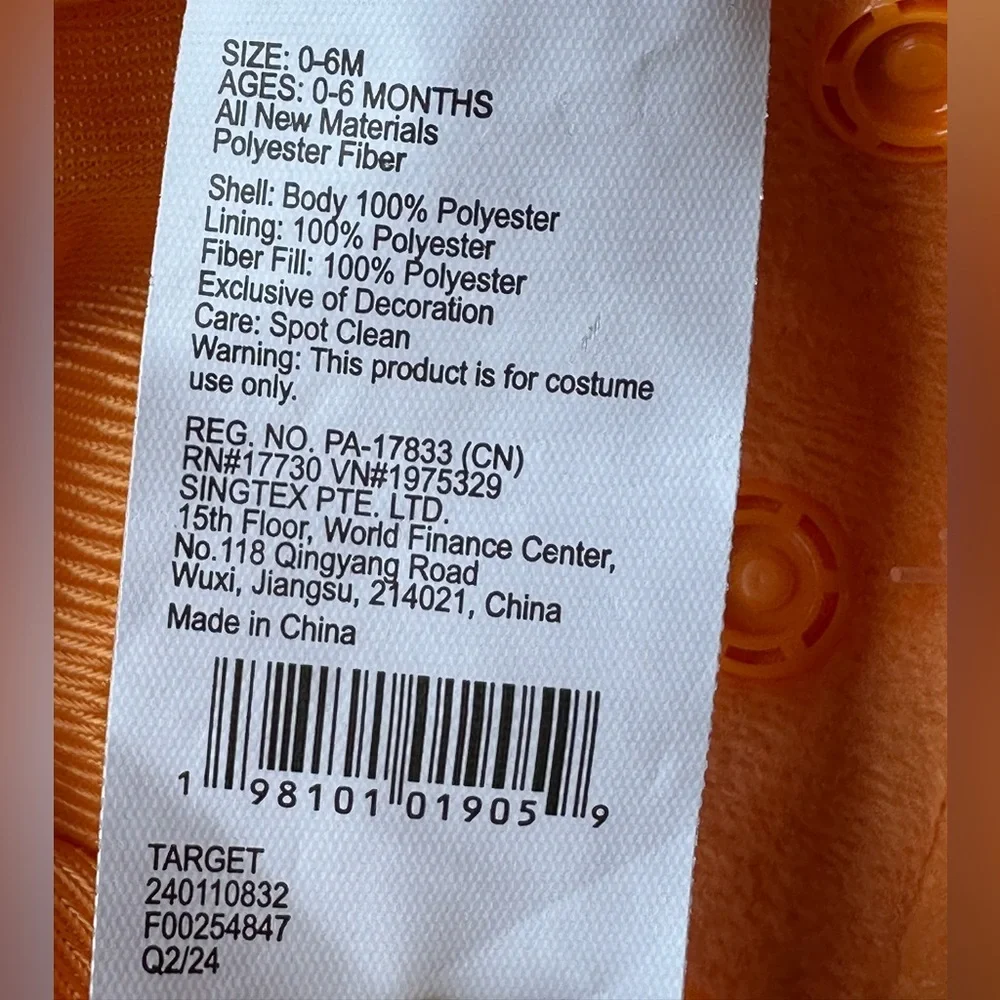 SIZE: 0-6M
AGES: 0-6 MONTHS
All New Materials
Polyester Fiber
Shell: Body 100% Polyester
Lining: 100% Polyester
Fiber Fill: 100% Polyester
Exclusive of Decoration
Care: Spot Clean
Warning: This product is for costume
use only.
REG. NO. PA-17833 (CN)
RN#17730 VN#1975329
SINGTEX PTE. LTD.
15th Floor, World Finance Center,
No.118 Qingyang Road
Wuxi, Jiangsu, 214021, China
Made in China
1 98101 01905 9
TARGET
240110832
F00254847
Q2/24